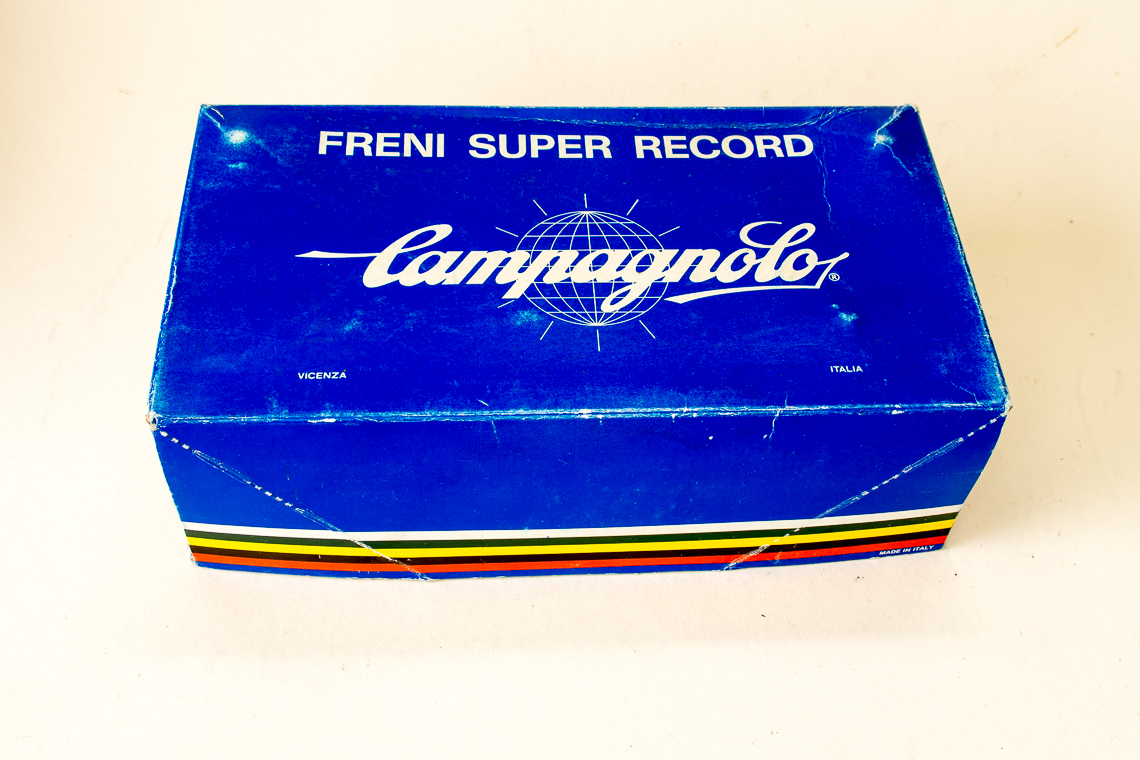 FRENI SUPER RECORD
Campagnolo®
VICENZA ITALIA
MADE IN ITALY